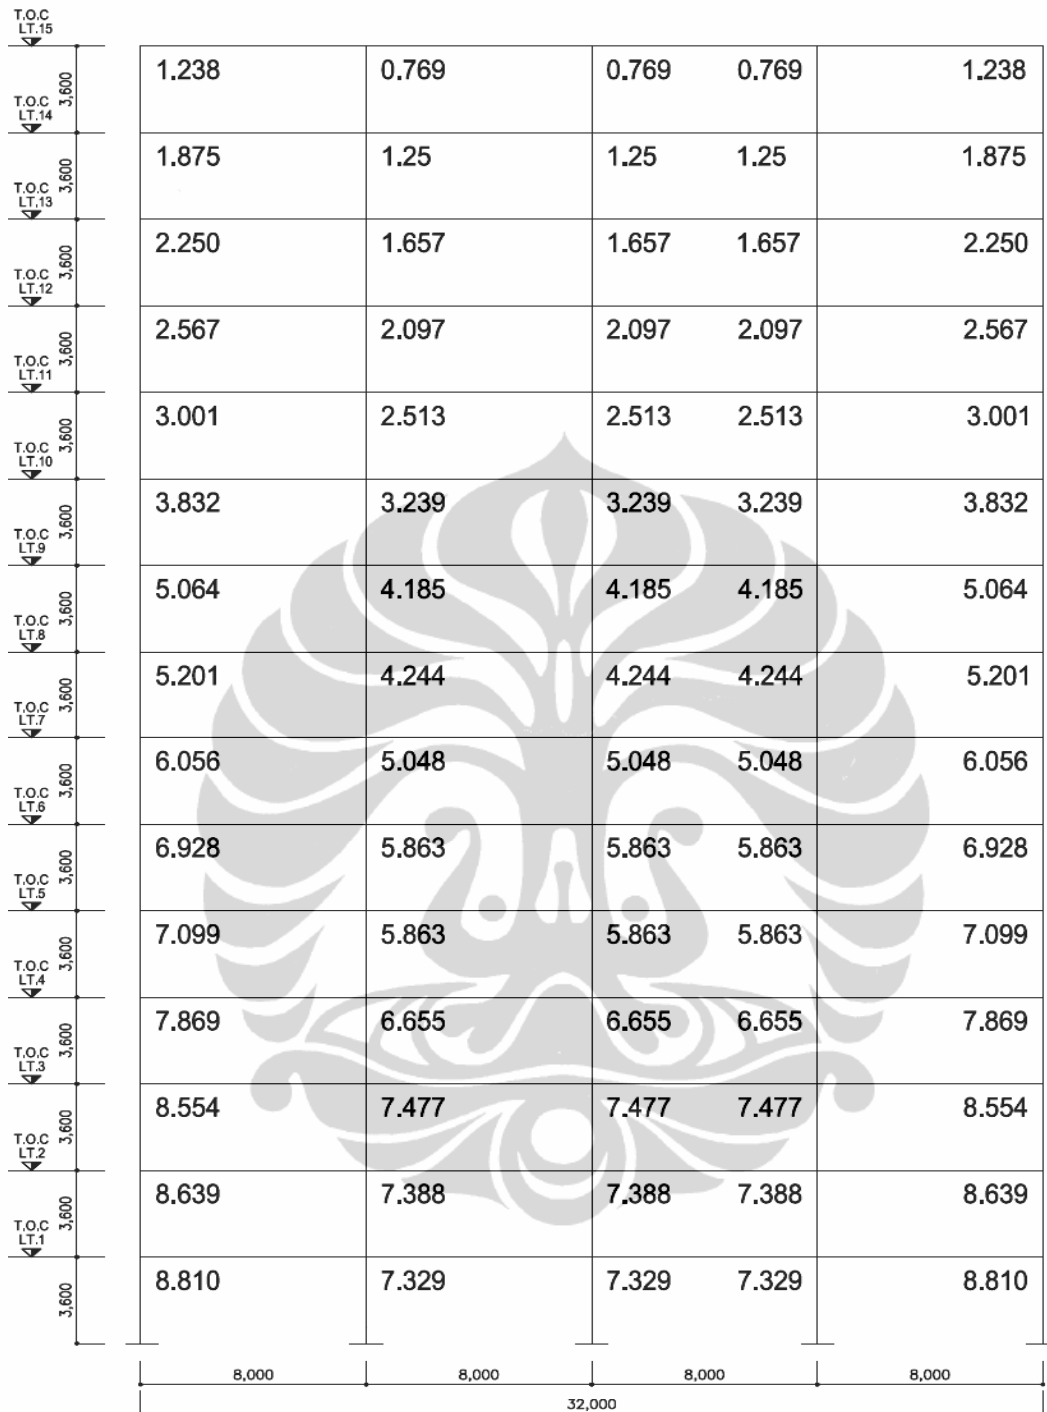 T.O.C
LT.15
3,600
1.238 0.769 0.769 0.769 1.238
T.O.C
LT.14
3,600
1.875 1.25 1.25 1.25 1.875
T.O.C
LT.13
3,600
2.250 1.657 1.657 1.657 2.250
T.O.C
LT.12
3,600
2.567 2.097 2.097 2.097 2.567
T.O.C
LT.11
3,600
3.001 2.513 2.513 2.513 3.001
T.O.C
LT.10
3,600
3.832 3.239 3.239 3.239 3.832
T.O.C
LT.9
3,600
5.064 4.185 4.185 4.185 5.064
T.O.C
LT.8
3,600
5.201 4.244 4.244 4.244 5.201
T.O.C
LT.7
3,600
6.056 5.048 5.048 5.048 6.056
T.O.C
LT.6
3,600
6.928 5.863 5.863 5.863 6.928
T.O.C
LT.5
3,600
7.099 5.863 5.863 5.863 7.099
T.O.C
LT.4
3,600
7.869 6.655 6.655 6.655 7.869
T.O.C
LT.3
3,600
8.554 7.477 7.477 7.477 8.554
T.O.C
LT.2
3,600
8.639 7.388 7.388 7.388 8.639
T.O.C
LT.1
3,600
8.810 7.329 7.329 7.329 8.810
8,000 8,000 8,000 8,000
32,000